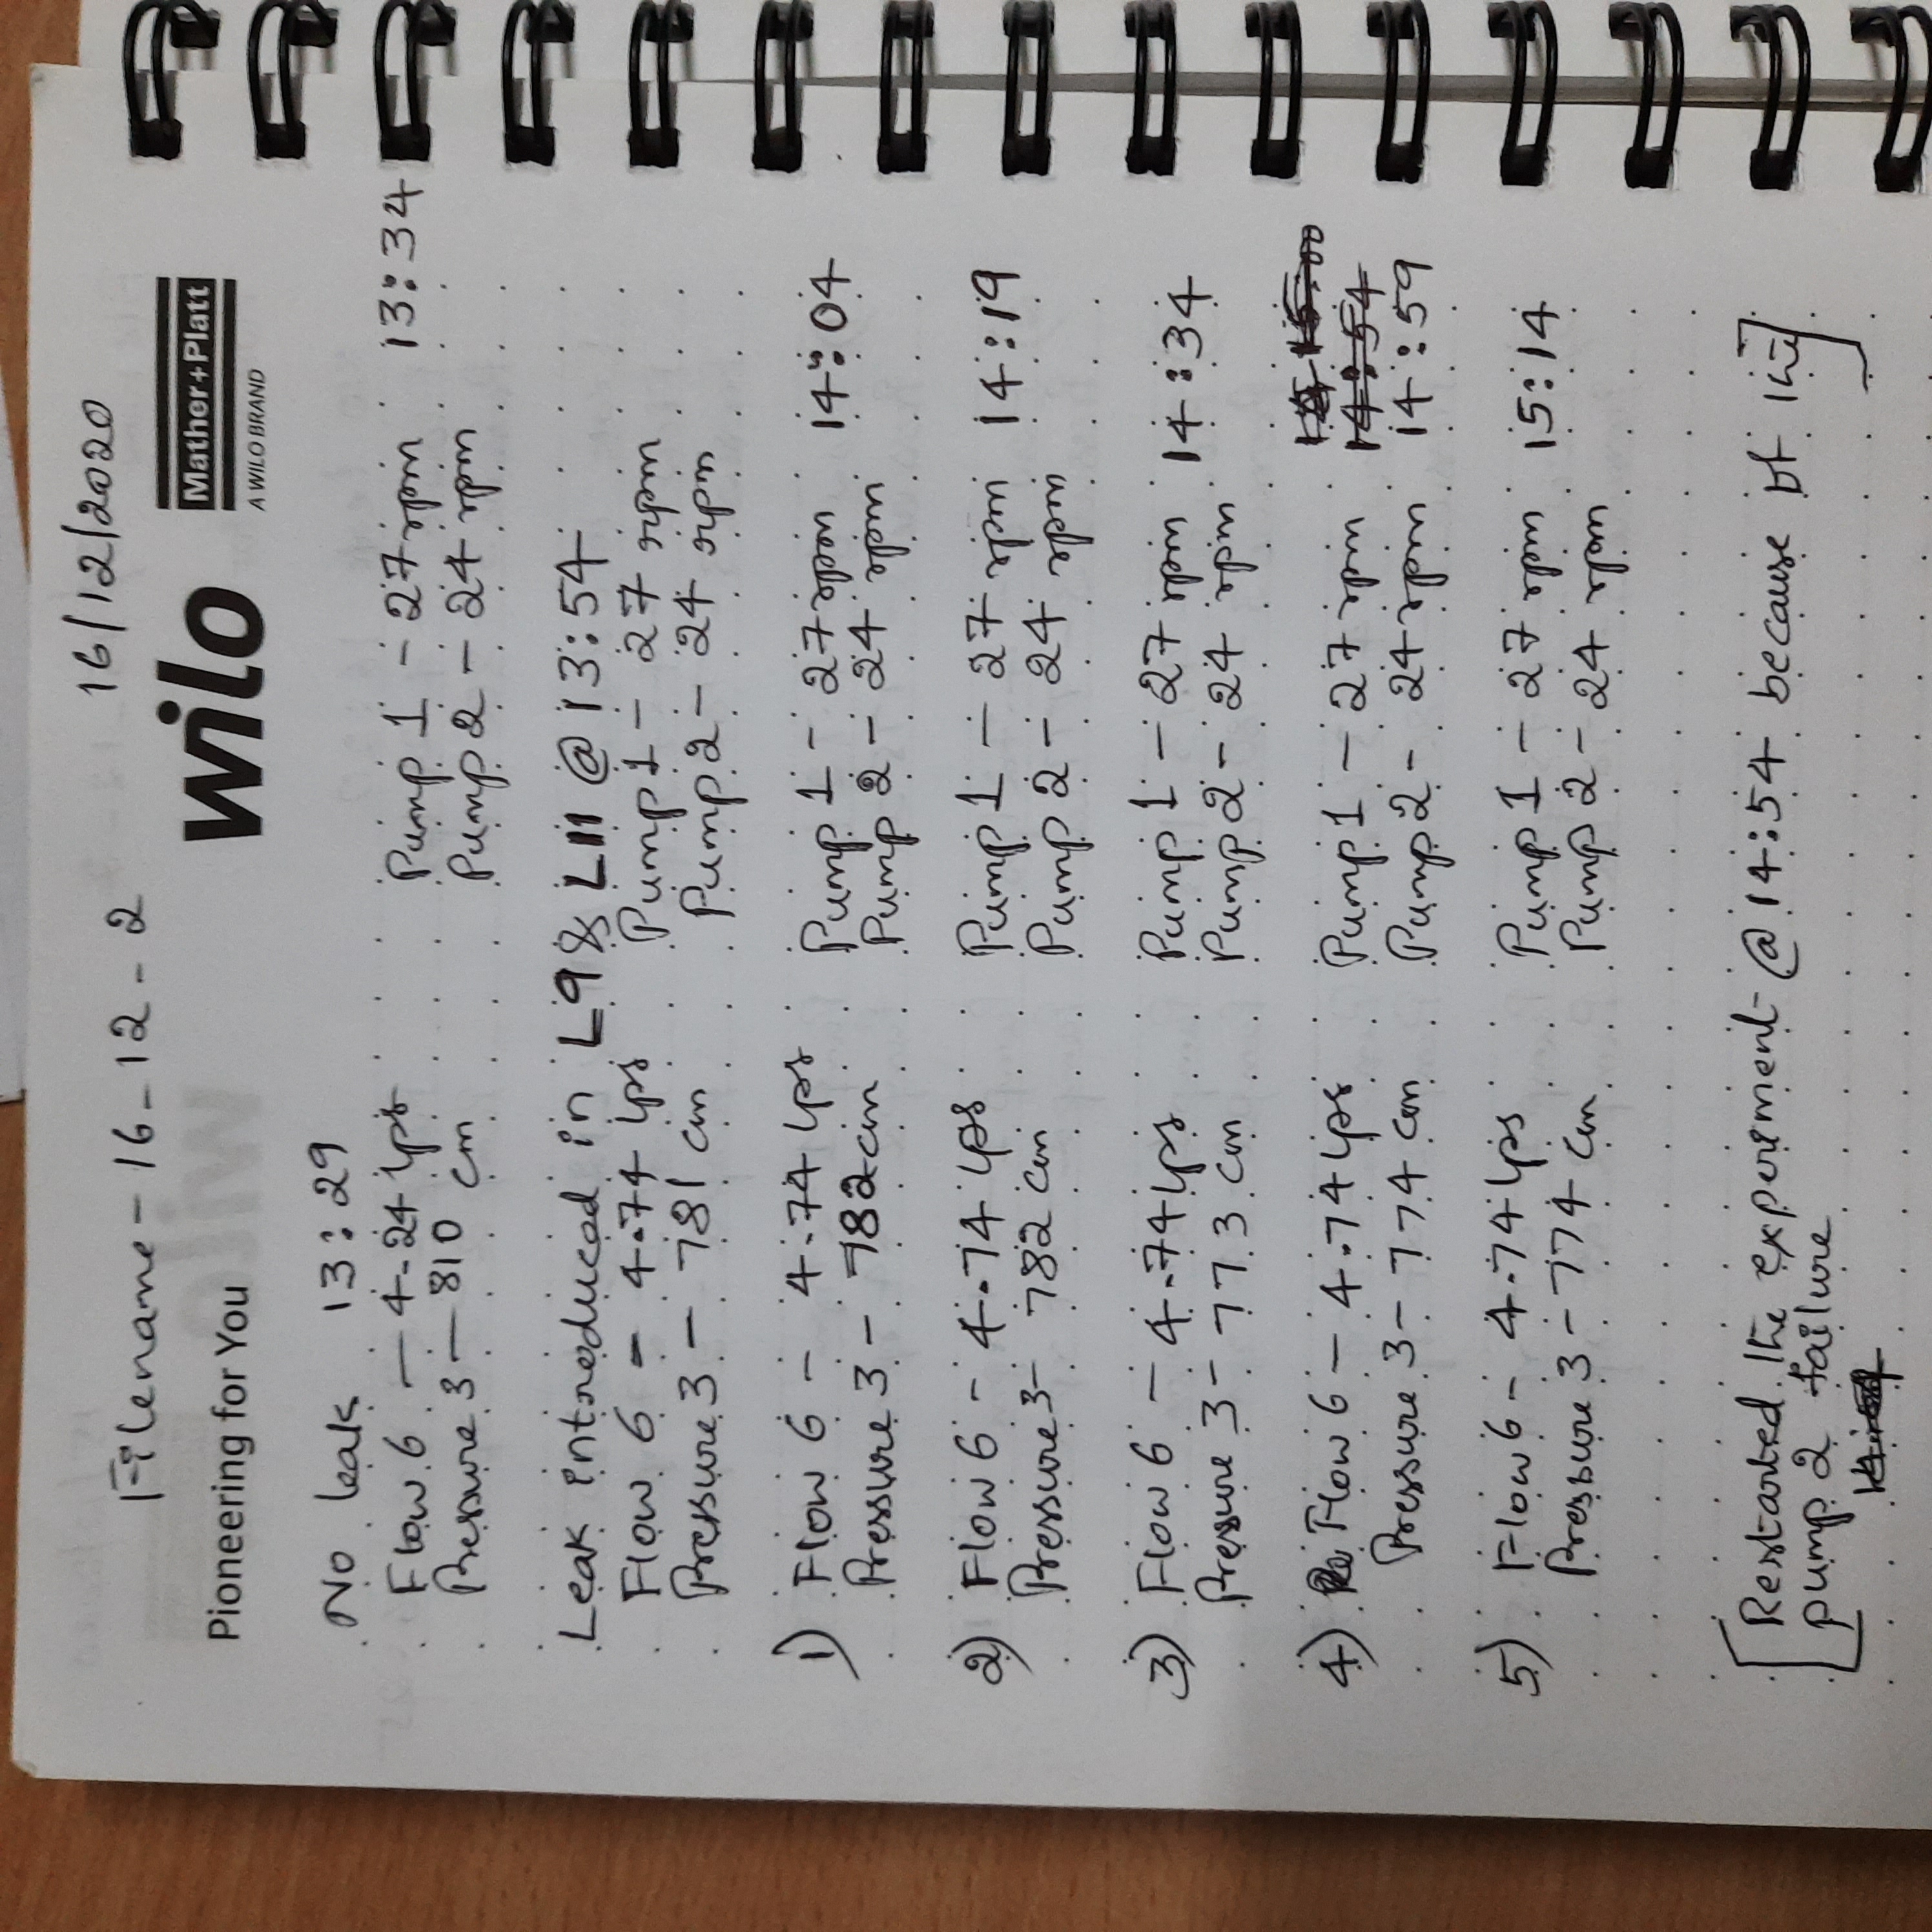 16/12/2020
Filename - 16-12-2
Pioneering for You
wilo
Mather+Platt
A WILO BRAND
No leak 13:29
Flow 6 - 4.24 lps Pump 1 - 27 rpm 13:34
Pressure 3 - 810 cm Pump 2 - 24 rpm
Leak introduced in L9 & L11 @ 13:54
Flow 6 - 4.74 lps Pump 1 - 27 rpm
Pressure 3 - 781 cm Pump 2 - 24 rpm
1) Flow 6 - 4.74 lps Pump 1 - 27 rpm 14:04
Pressure 3 - 782 cm Pump 2 - 24 rpm
2) Flow 6 - 4.74 lps Pump 1 - 27 rpm 14:19
Pressure 3 - 782 cm Pump 2 - 24 rpm
3) Flow 6 - 4.74 lps Pump 1 - 27 rpm 14:34
Pressure 3 - 773 cm Pump 2 - 24 rpm
4) Flow 6 - 4.74 lps Pump 1 - 27 rpm 14:54
Pressure 3 - 774 cm Pump 2 - 24 rpm 14:59
5) Flow 6 - 4.74 lps Pump 1 - 27 rpm 15:14
Pressure 3 - 774 cm Pump 2 - 24 rpm
[Restarted the experiment @ 14:54 because of the]
pump 2 failure